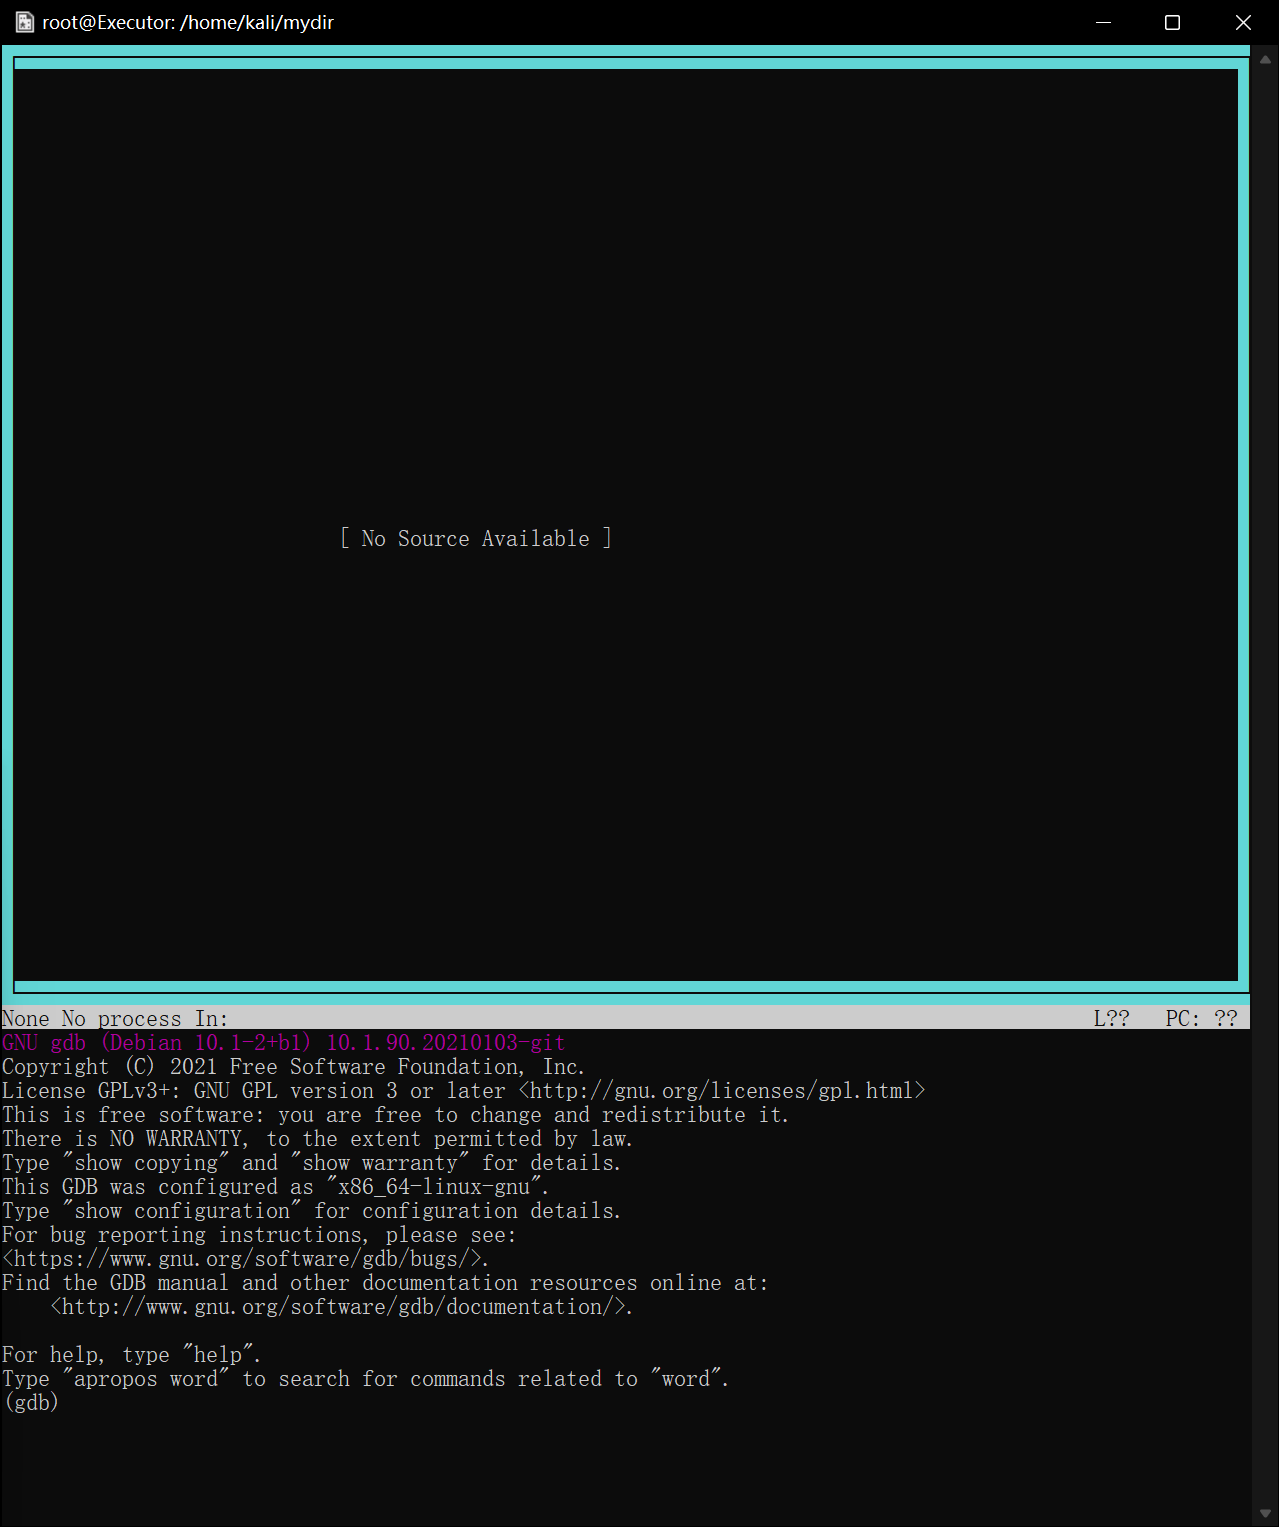 root@Executor: /home/kali/mydir
[ No Source Available ]
None No process In: L?? PC: ??
GNU gdb (Debian 10.1-2+b1) 10.1.90.20210103-git
Copyright (C) 2021 Free Software Foundation, Inc.
License GPLv3+: GNU GPL version 3 or later <http://gnu.org/licenses/gpl.html>
This is free software: you are free to change and redistribute it.
There is NO WARRANTY, to the extent permitted by law.
Type "show copying" and "show warranty" for details.
This GDB was configured as "x86_64-linux-gnu".
Type "show configuration" for configuration details.
For bug reporting instructions, please see:
<https://www.gnu.org/software/gdb/bugs/>.
Find the GDB manual and other documentation resources online at:
    <http://www.gnu.org/software/gdb/documentation/>.
For help, type "help".
Type "apropos word" to search for commands related to "word".
(gdb)